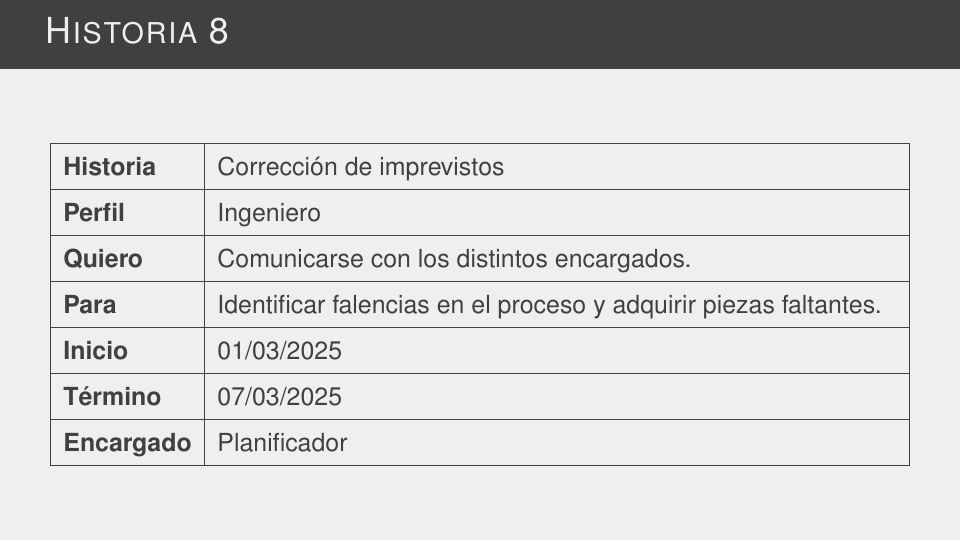 HISTORIA 8
Historia Corrección de imprevistos
Perfil Ingeniero
Quiero Comunicarse con los distintos encargados.
Para Identificar falencias en el proceso y adquirir piezas faltantes.
Inicio 01/03/2025
Término 07/03/2025
Encargado Planificador